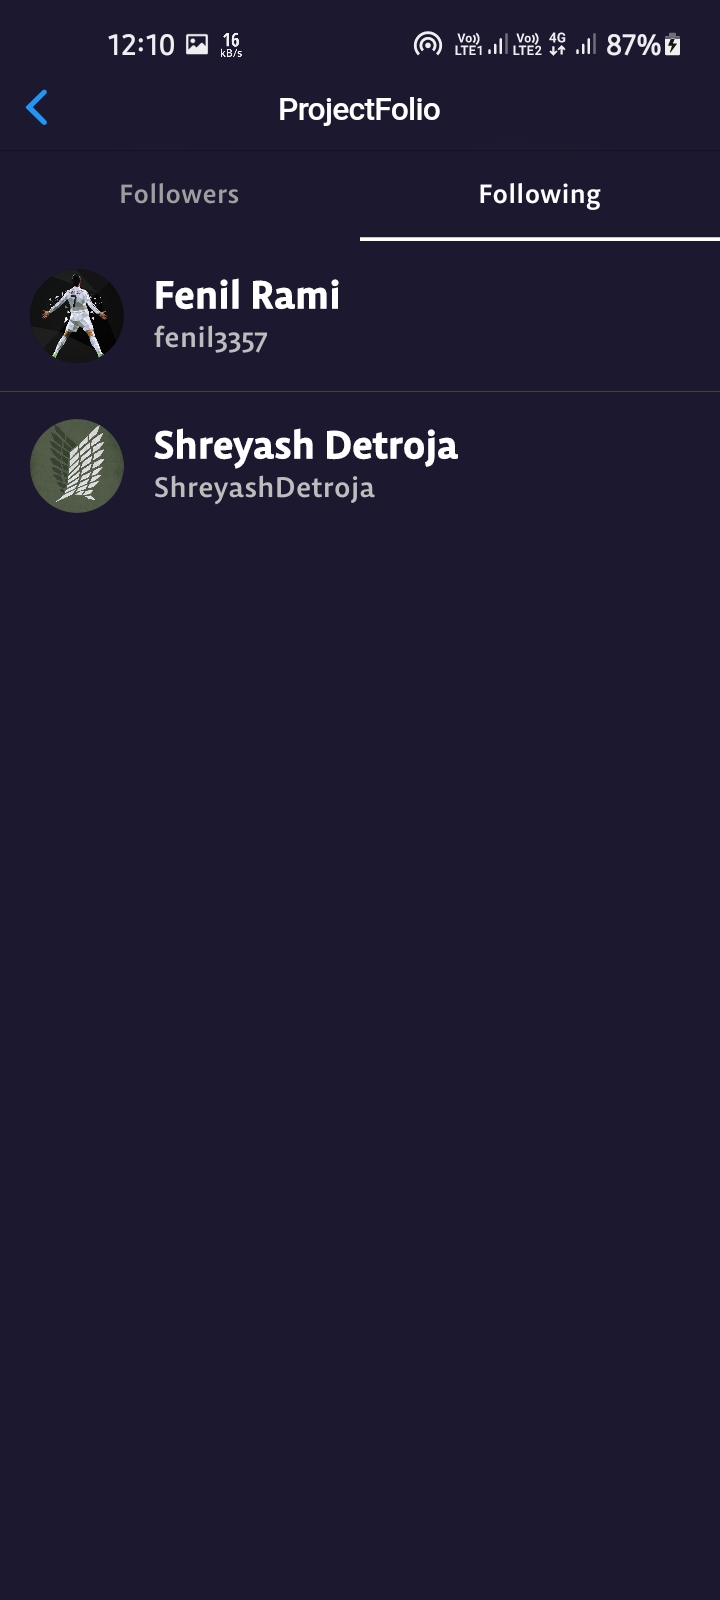 12:10 16 kB/s Vo)) LTE1 Vo)) LTE2 4G 87%
ProjectFolio
Followers Following
Fenil Rami
fenil3357
Shreyash Detroja
ShreyashDetroja